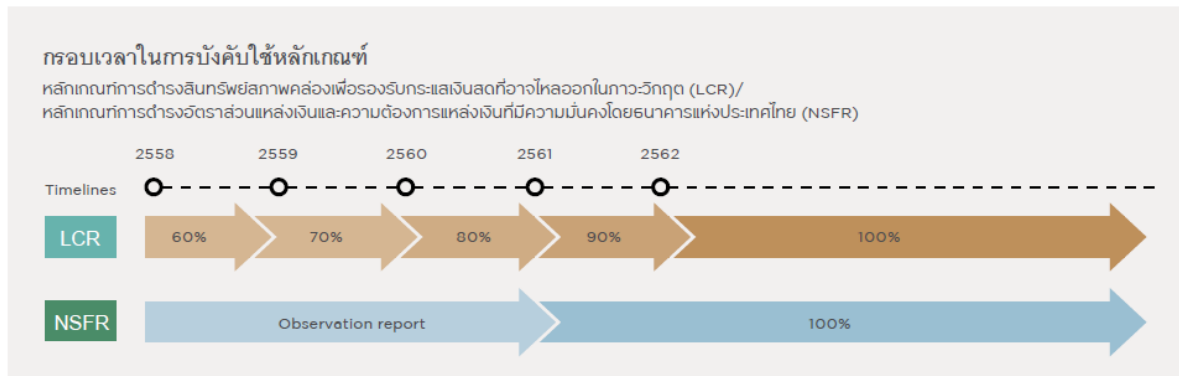 กรอบเวลาในการบังคับใช้หลักเกณฑ์
หลักเกณฑ์การดำรงสินทรัพย์สภาพคล่องเพื่อรองรับกระแสเงินสดที่อาจไหลออกในภาวะวิกฤต (LCR)/
หลักเกณฑ์การดำรงอัตราส่วนแหล่งเงินและความต้องการแหล่งเงินที่มีความมั่นคงโดยธนาคารแห่งประเทศไทย (NSFR)
2558 2559 2560 2561 2562
Timelines
LCR 60% 70% 80% 90% 100%
NSFR Observation report 100%